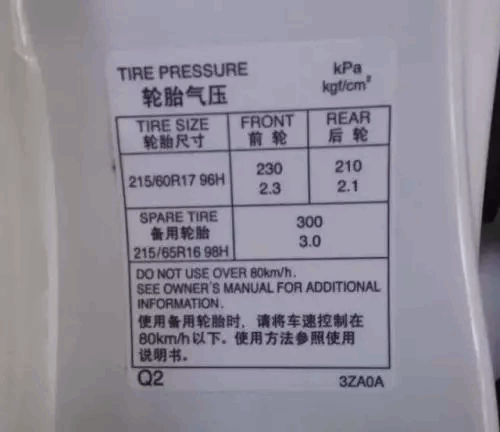 TIRE PRESSURE kPa
轮胎气压 kgf/cm²
TIRE SIZE FRONT REAR
轮胎尺寸 前 轮 后 轮
215/60R17 96H 230 210
2.3 2.1
SPARE TIRE 300
备用轮胎 3.0
215/65R16 98H
DO NOT USE OVER 80km/h.
SEE OWNER'S MANUAL FOR ADDITIONAL
INFORMATION.
使用备用轮胎时，请将车速控制在
80km/h以下。使用方法参照使用
说明书。
Q2 3ZA0A